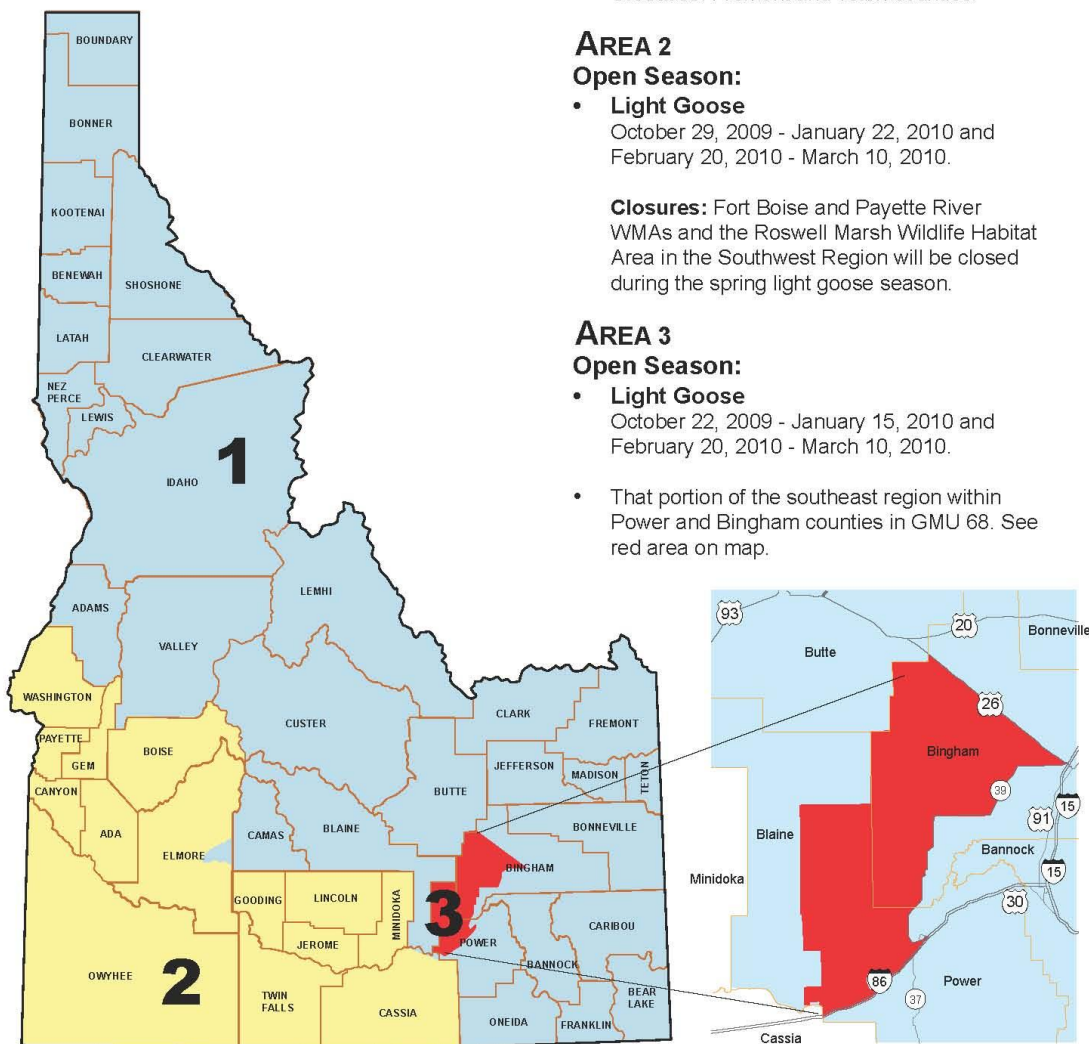 AREA 2
Open Season:
• Light Goose
October 29, 2009 - January 22, 2010 and
February 20, 2010 - March 10, 2010.
Closures: Fort Boise and Payette River
WMAs and the Roswell Marsh Wildlife Habitat
Area in the Southwest Region will be closed
during the spring light goose season.
AREA 3
Open Season:
• Light Goose
October 22, 2009 - January 15, 2010 and
February 20, 2010 - March 10, 2010.
• That portion of the southeast region within
Power and Bingham counties in GMU 68. See
red area on map.
BOUNDARY
BONNER
KOOTENAI
BENEWAH
SHOSHONE
LATAH
CLEARWATER
NEZ
PERCE
LEWIS
1
IDAHO
LEMHI
ADAMS
VALLEY
WASHINGTON
CUSTER
CLARK
FREMONT
PAYETTE
BOISE
GEM
JEFFERSON
MADISON
TETON
CANYON
BUTTE
ADA
BLAINE
BONNEVILLE
CAMAS
ELMORE
BINGHAM
GOODING
LINCOLN
MINIDOKA
3
CARIBOU
JEROME
POWER
OWYHEE
2
BANNOCK
TWIN
FALLS
CASSIA
BEAR
LAKE
ONEIDA
FRANKLIN
93
20
Bonneville
Butte
26
Bingham
39
15
91
Blaine
Bannock
15
Minidoka
30
86
Power
37
Cassia